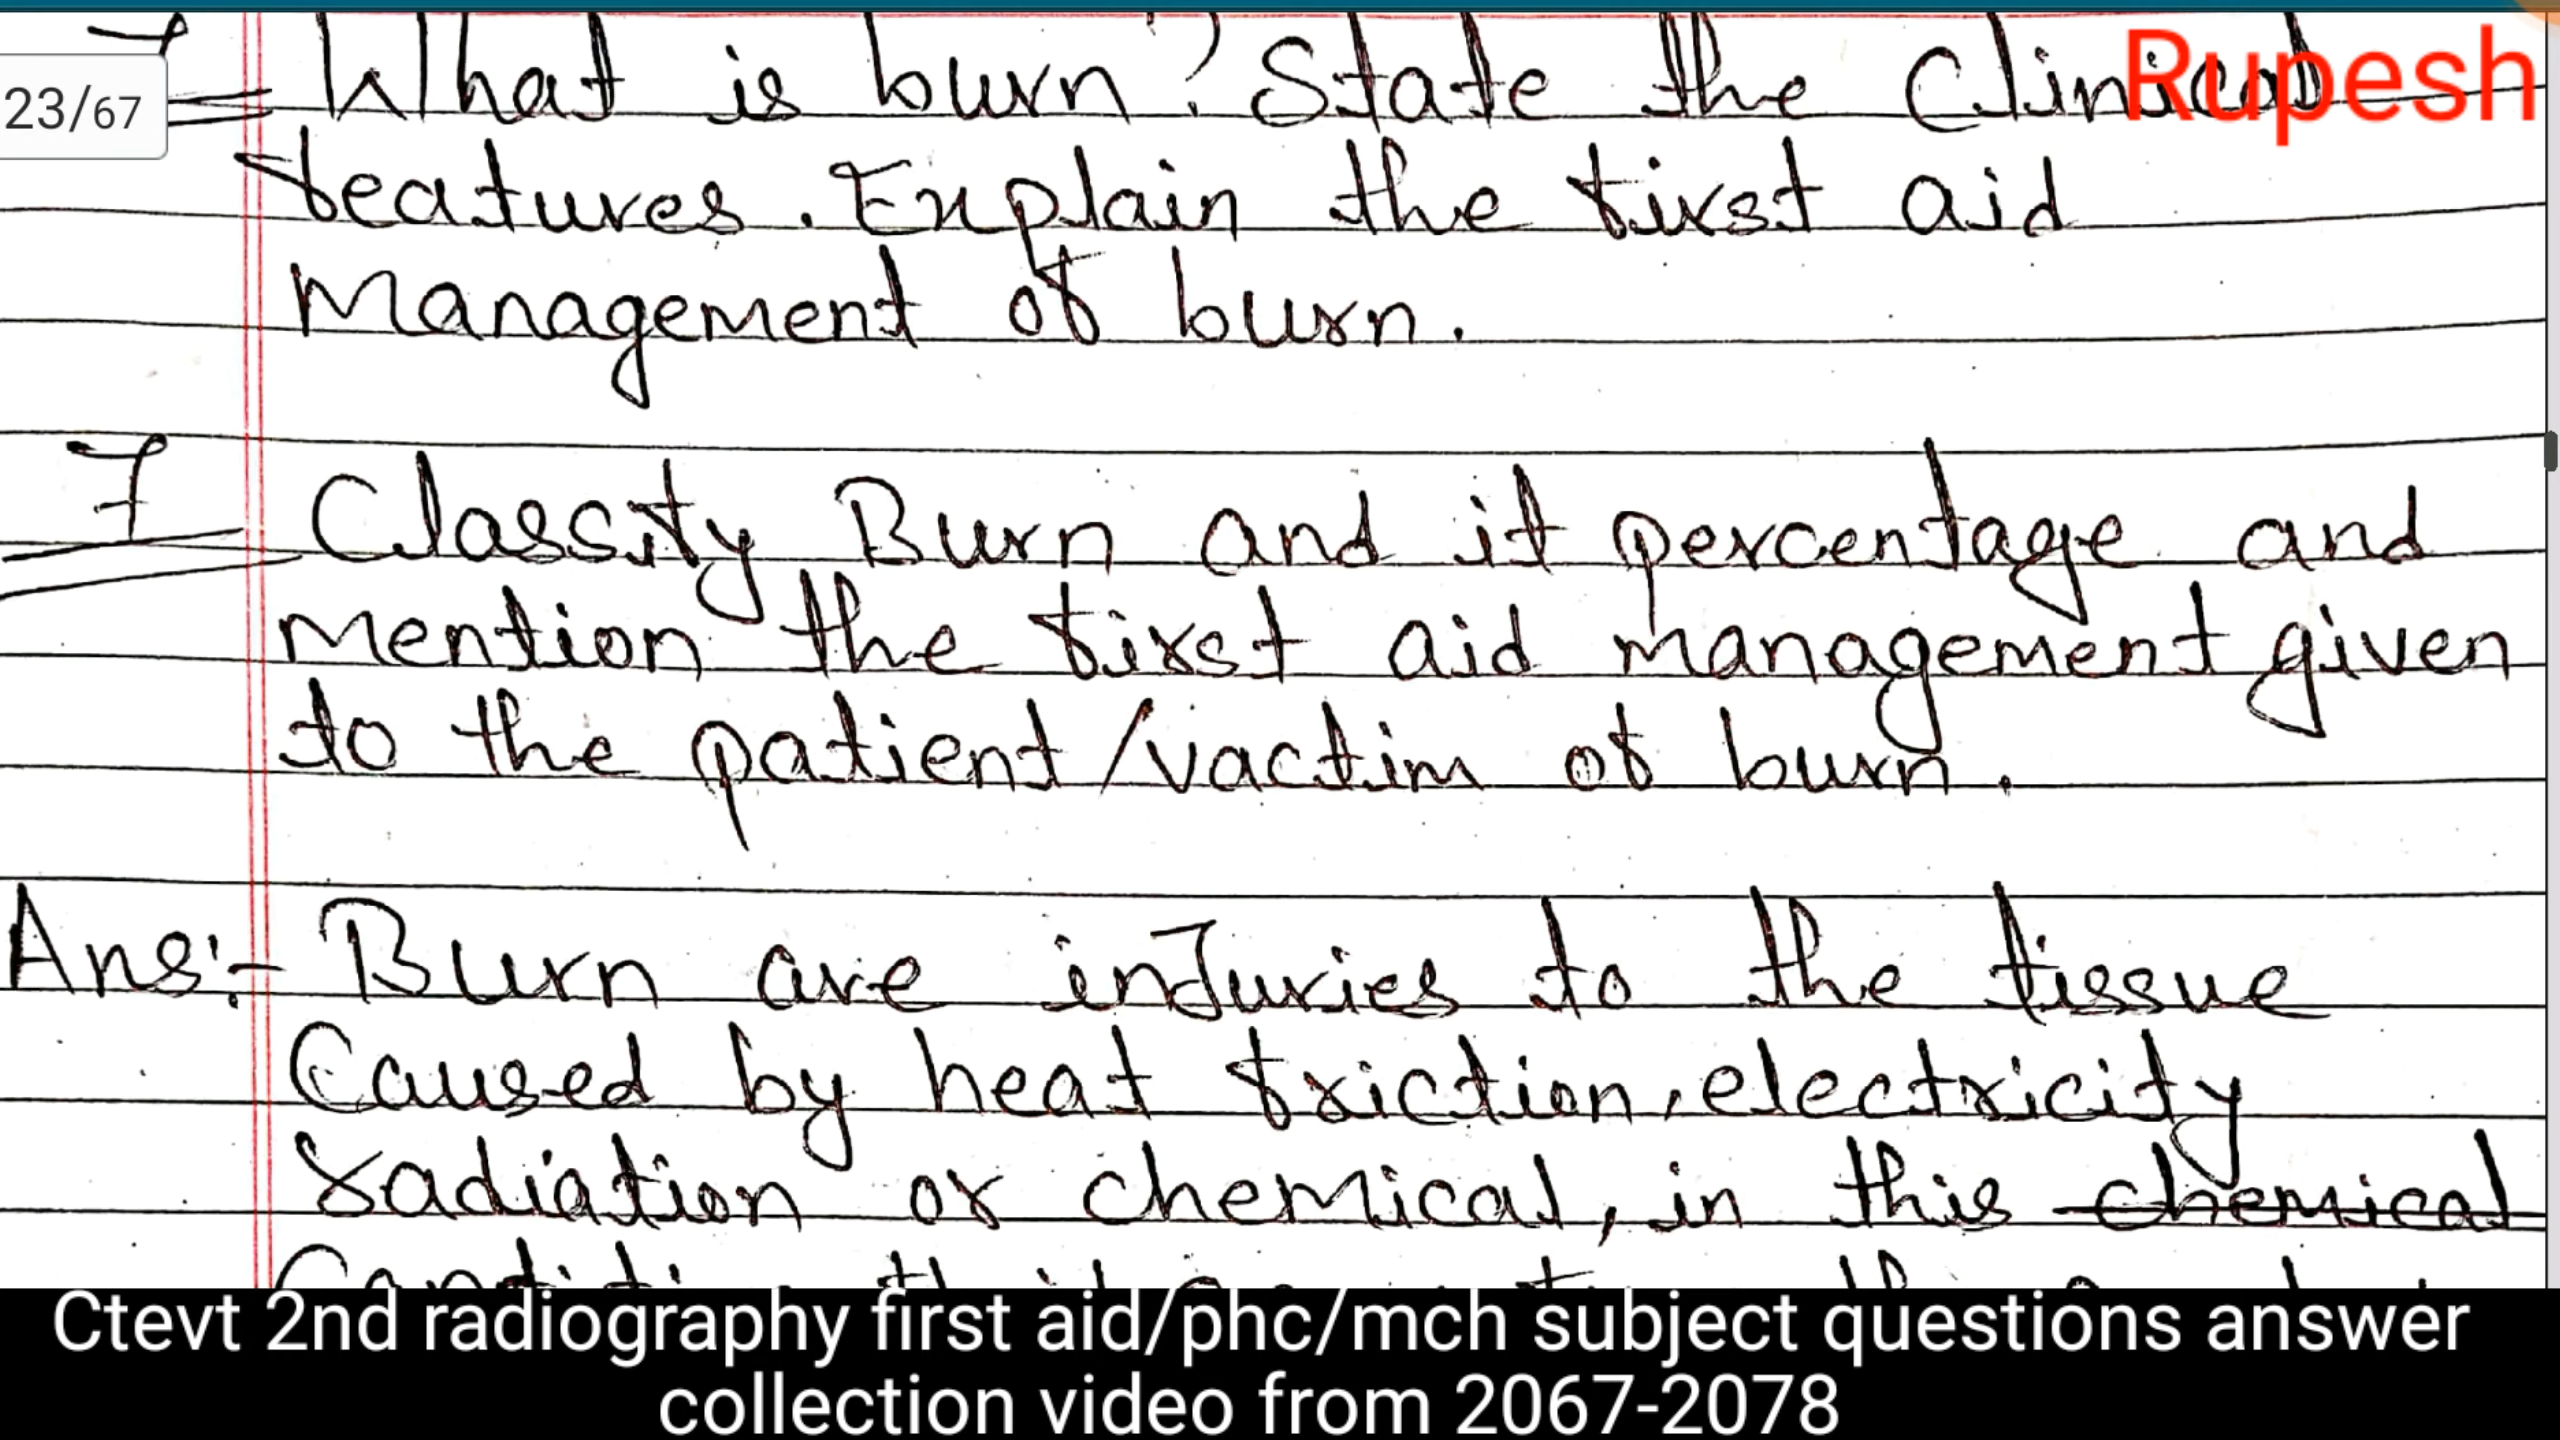 7 What is burn? State the Clinical
Rupesh
23/67
features. Explain the first aid
Management of burn.
7 Classify Burn and it percentage and
mention the first aid management given
to the patient/vactim of burn.
Ans:- Burn are inJuries to the tissue
Caused by heat friction, electricity
radiation or chemical, in this chemical
Ctevt 2nd radiography first aid/phc/mch subject questions answer
collection video from 2067-2078